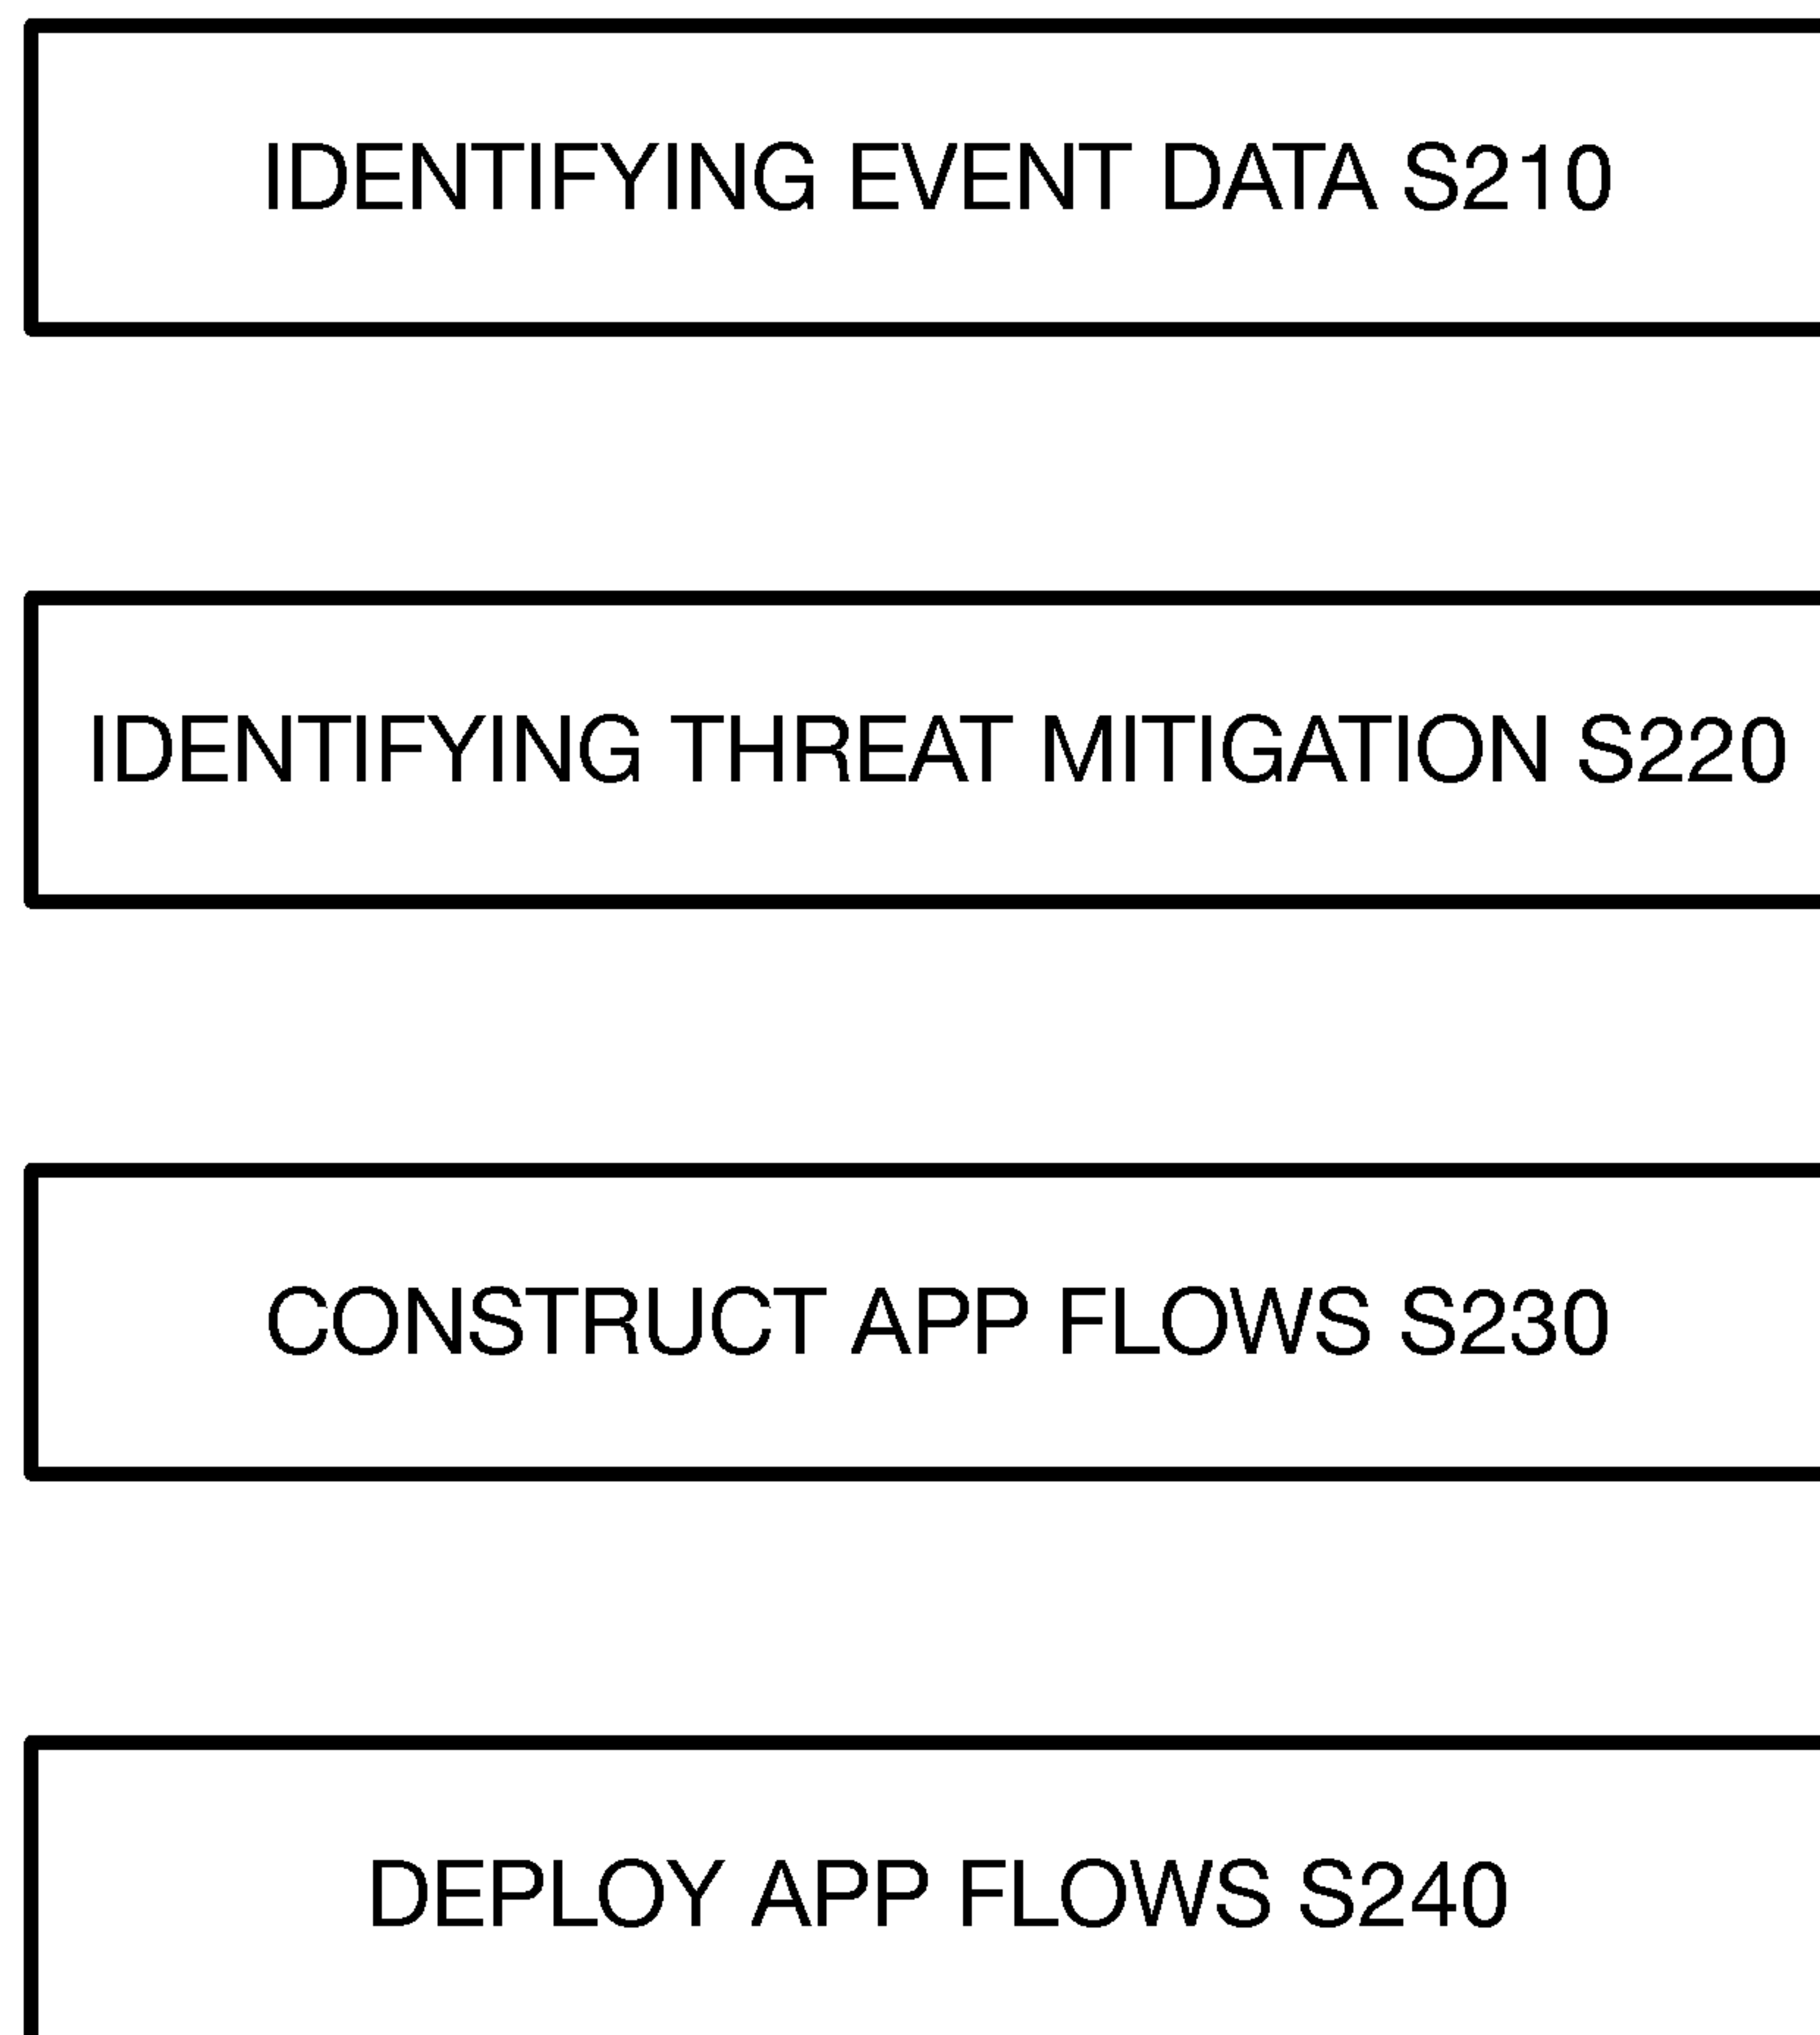 IDENTIFYING EVENT DATA S210
IDENTIFYING THREAT MITIGATION S220
CONSTRUCT APP FLOWS S230
DEPLOY APP FLOWS S240